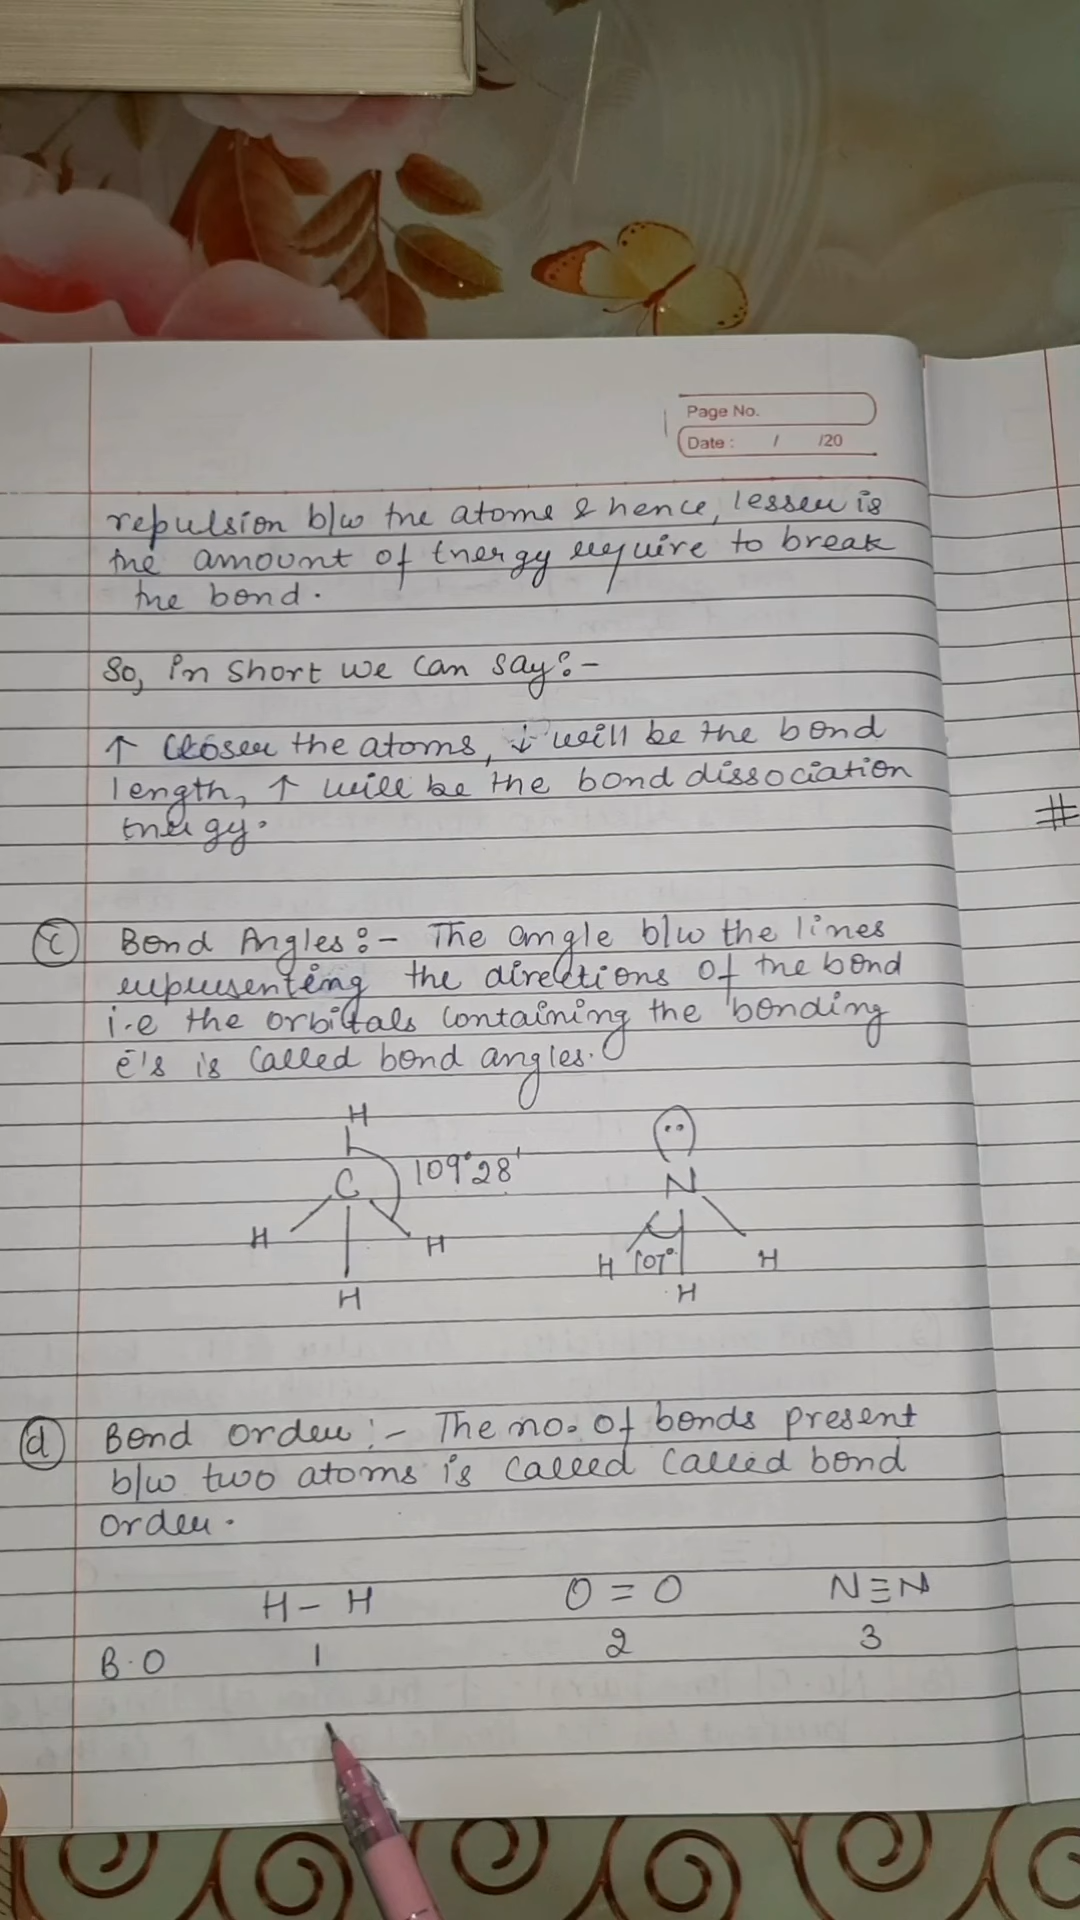 Page No.
Date : / /20
repulsion b/w the atoms & hence, lesser is
the amount of Energy require to break
the bond.
So, in short we can say:-
↑ Closer the atoms, ↓ will be the bond
length, ↑ will be the bond dissociation
Energy.
#
(c) Bond Angles:- The angle b/w the lines
representing the directions of the bond
i.e the orbitals containing the bonding
e̅'s is called bond angles.
H
C 109°28'
H H
H
..
N
H 107° H
H
(d) Bond order:- The no. of bonds present
b/w two atoms is called called bond
order.
H - H O = O N≡N
B.O 1 2 3